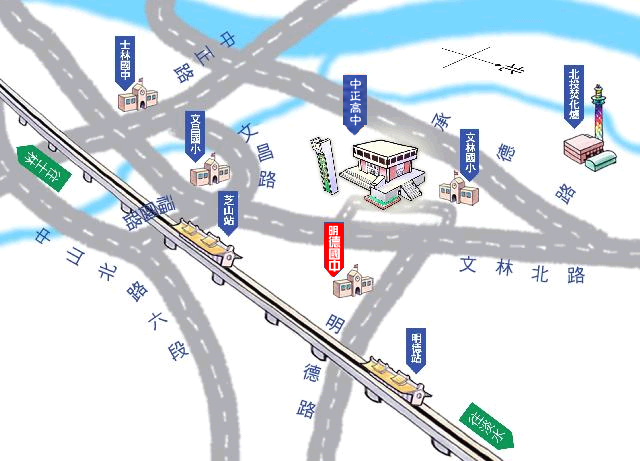 士林國中
中正路
中正高中
北
北投焚化爐
文昌國小
文昌路
承德路
文林國小
往士林
福國路
芝山站
明德國中
文林北路
中山北路六段
明德路
明德站
往淡水